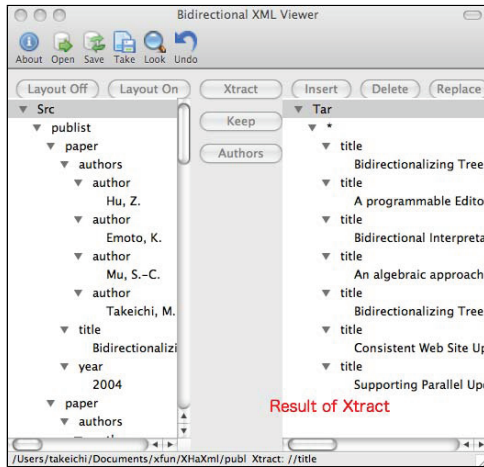 Bidirectional XML Viewer
About Open Save Take Look Undo
Layout Off Layout On Xtract Insert Delete Replace
Keep
Authors
Src
publist
paper
authors
author
Hu, Z.
author
Emoto, K.
author
Mu, S.-C.
author
Takeichi, M.
title
Bidirectionalizi
year
2004
paper
authors
Tar
*
title
Bidirectionalizing Tree
title
A programmable Edito
title
Bidirectional Interpreta
title
An algebraic approach
title
Bidirectionalizing Tree
title
Consistent Web Site Up
title
Supporting Parallel Upd
Result of Xtract
/Users/takeichi/Documents/xfun/XHaXml/publ Xtract: //title